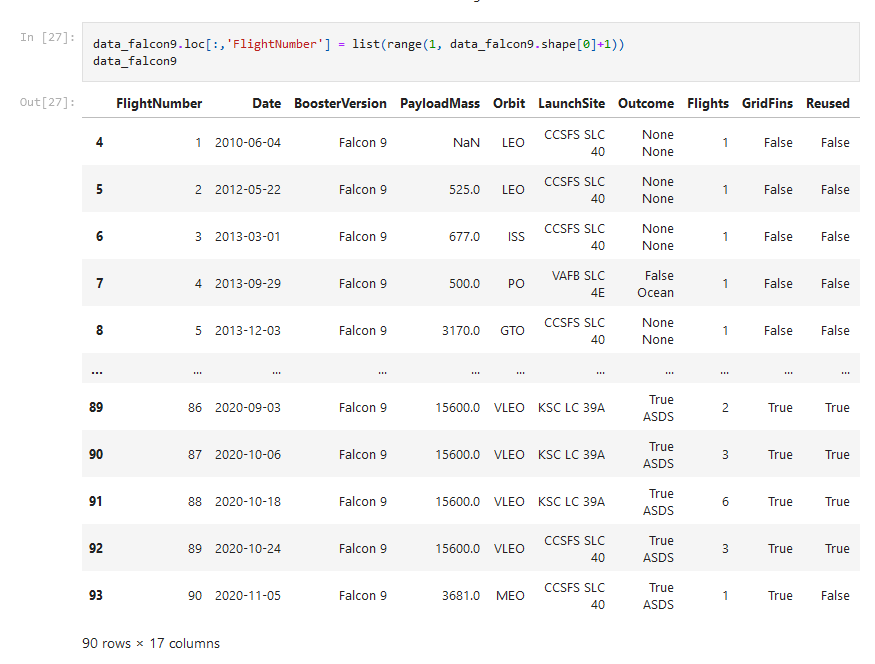 In [27]:
data_falcon9.loc[:,'FlightNumber'] = list(range(1, data_falcon9.shape[0]+1))
data_falcon9
Out[27]:
FlightNumber Date BoosterVersion PayloadMass Orbit LaunchSite Outcome Flights GridFins Reused
4 1 2010-06-04 Falcon 9 NaN LEO CCSFS SLC 40 None None 1 False False
5 2 2012-05-22 Falcon 9 525.0 LEO CCSFS SLC 40 None None 1 False False
6 3 2013-03-01 Falcon 9 677.0 ISS CCSFS SLC 40 None None 1 False False
7 4 2013-09-29 Falcon 9 500.0 PO VAFB SLC 4E False Ocean 1 False False
8 5 2013-12-03 Falcon 9 3170.0 GTO CCSFS SLC 40 None None 1 False False
... ... ... ... ... ... ... ... ... ... ...
89 86 2020-09-03 Falcon 9 15600.0 VLEO KSC LC 39A True ASDS 2 True True
90 87 2020-10-06 Falcon 9 15600.0 VLEO KSC LC 39A True ASDS 3 True True
91 88 2020-10-18 Falcon 9 15600.0 VLEO KSC LC 39A True ASDS 6 True True
92 89 2020-10-24 Falcon 9 15600.0 VLEO CCSFS SLC 40 True ASDS 3 True True
93 90 2020-11-05 Falcon 9 3681.0 MEO CCSFS SLC 40 True ASDS 1 True False
90 rows × 17 columns